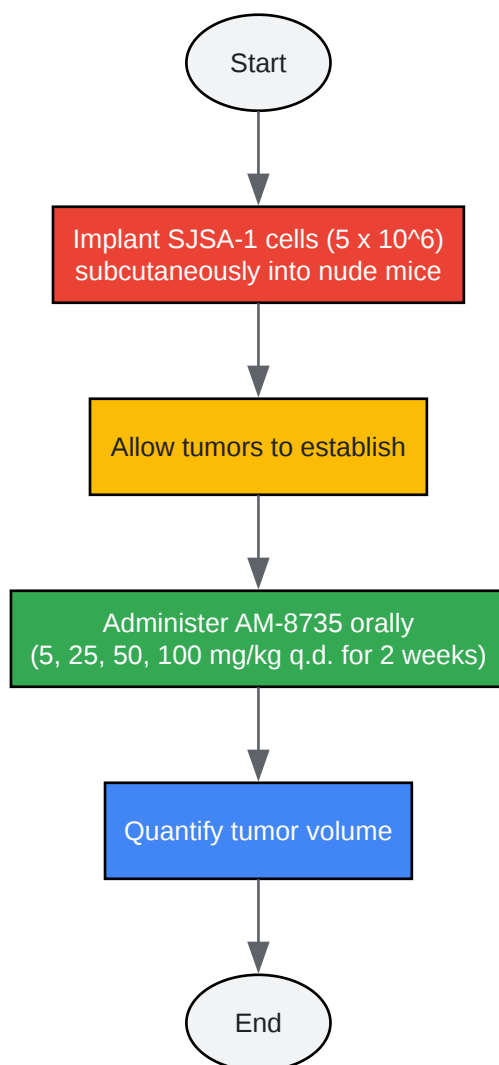 Start
Implant SJSA-1 cells (5 x 10^6)
subcutaneously into nude mice
Allow tumors to establish
Administer AM-8735 orally
(5, 25, 50, 100 mg/kg q.d. for 2 weeks)
Quantify tumor volume
End